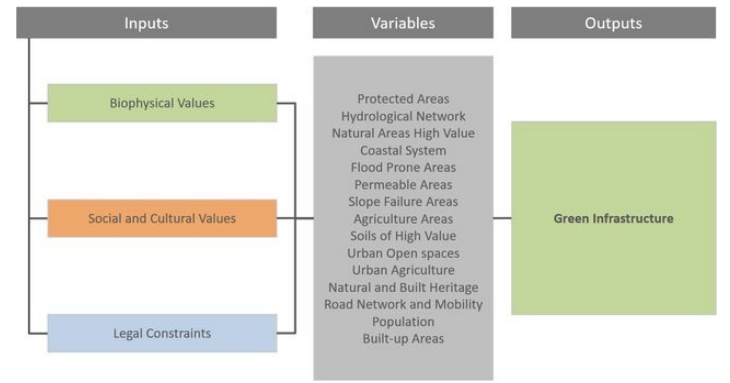 Inputs
Variables
Outputs
Biophysical Values
Social and Cultural Values
Legal Constraints
Protected Areas
Hydrological Network
Natural Areas High Value
Coastal System
Flood Prone Areas
Permeable Areas
Slope Failure Areas
Agriculture Areas
Soils of High Value
Urban Open spaces
Urban Agriculture
Natural and Built Heritage
Road Network and Mobility
Population
Built-up Areas
Green Infrastructure